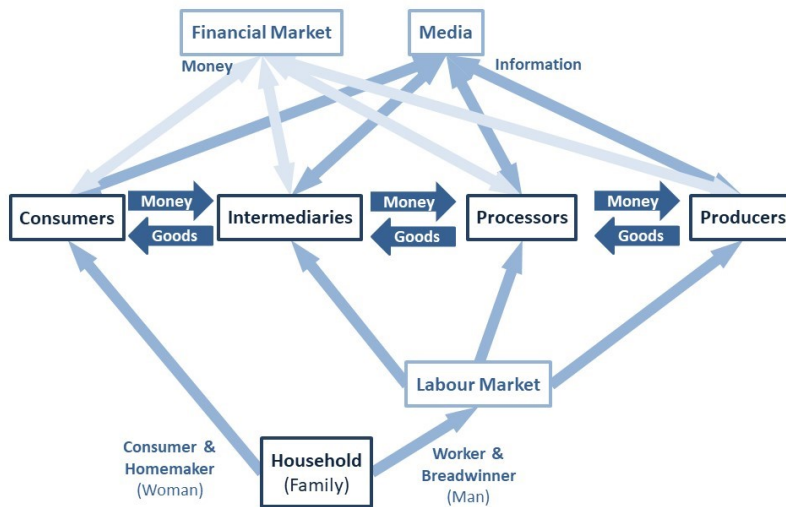 Financial Market
Media
Money
Information
Consumers
Money
Goods
Intermediaries
Money
Goods
Processors
Money
Goods
Producers
Labour Market
Consumer &
Homemaker
(Woman)
Household
(Family)
Worker &
Breadwinner
(Man)